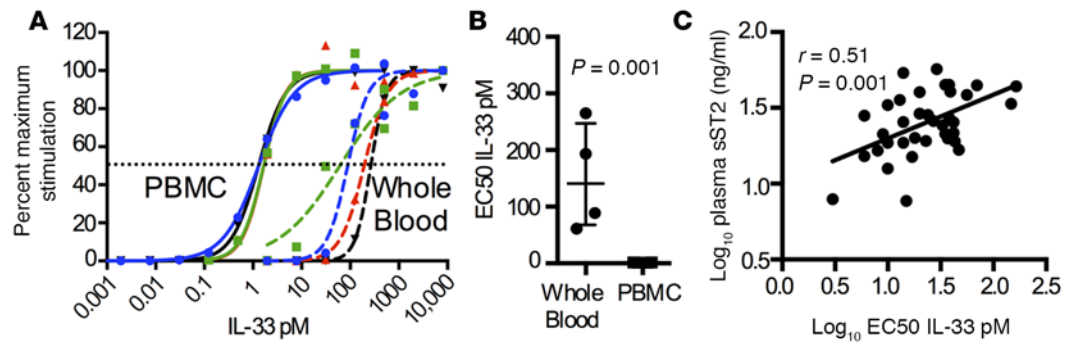 A
Percent maximum
stimulation
120
100
80
60
40
20
0
PBMC
Whole
Blood
0.001
0.01
0.1
1
10
100
1000
10,000
IL-33 pM
B
EC50 IL-33 pM
400
300
200
100
0
P = 0.001
Whole
Blood
PBMC
C
Log10 plasma sST2 (ng/ml)
2.0
1.5
1.0
0.5
r = 0.51
P = 0.001
0.0
0.5
1.0
1.5
2.0
2.5
Log10 EC50 IL-33 pM